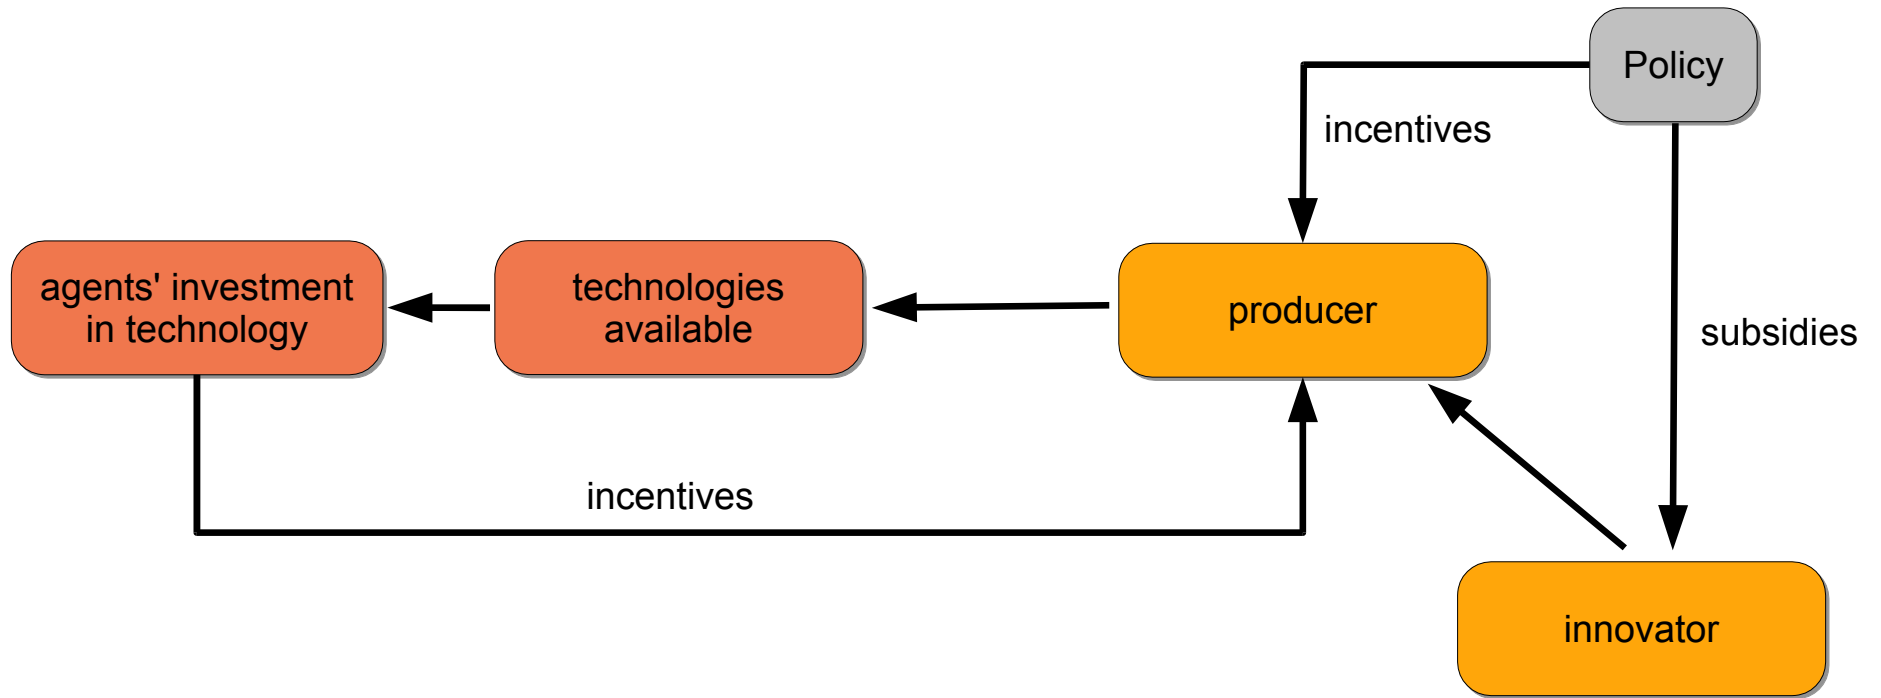 Policy
incentives
agents' investment
in technology
technologies
available
producer
subsidies
incentives
innovator